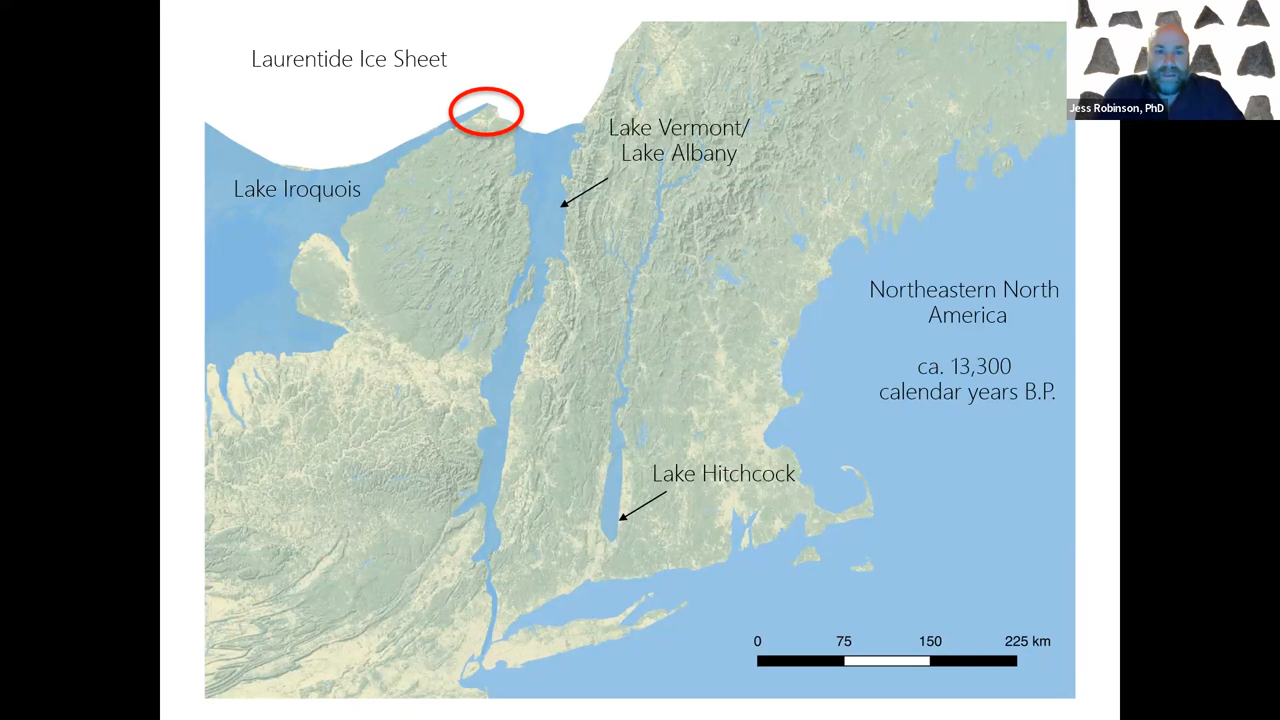 Laurentide Ice Sheet
Jess Robinson, PhD
Lake Vermont/
Lake Albany
Lake Iroquois
Northeastern North
America
ca. 13,300
calendar years B.P.
Lake Hitchcock
0 75 150 225 km